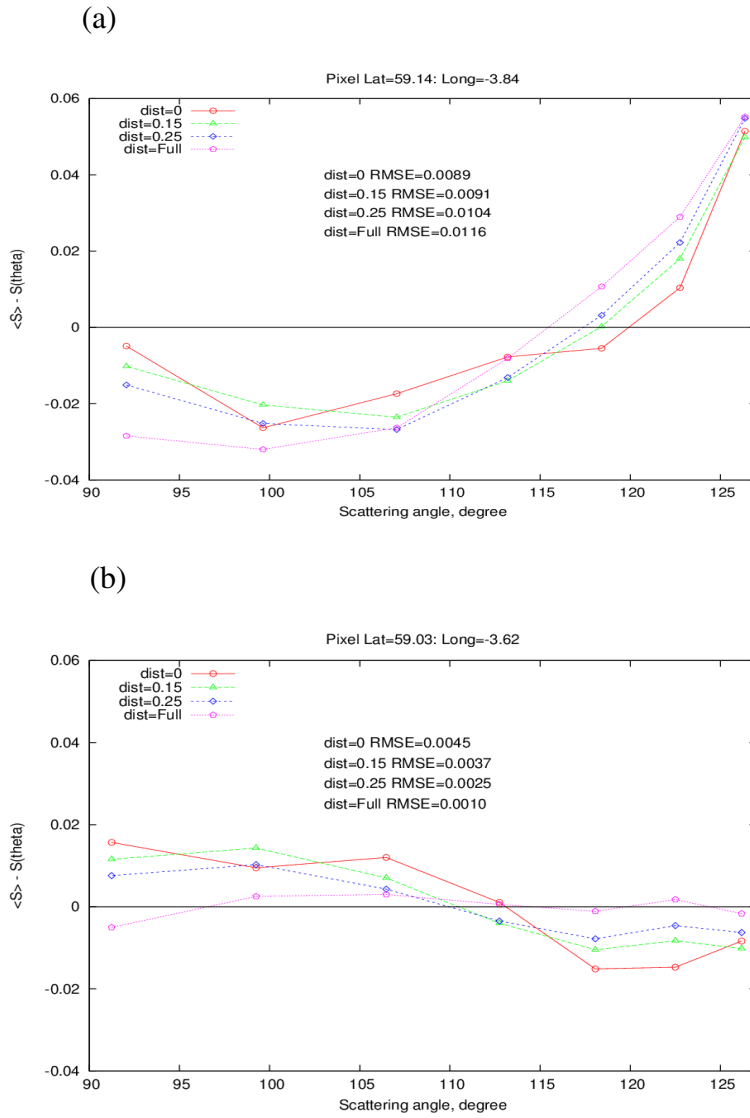 (a)
Pixel Lat=59.14: Long=-3.84
0.06
0.04
0.02
0
-0.02
-0.04
<S> - S(theta)
dist=0
dist=0.15
dist=0.25
dist=Full
dist=0 RMSE=0.0089
dist=0.15 RMSE=0.0091
dist=0.25 RMSE=0.0104
dist=Full RMSE=0.0116
90 95 100 105 110 115 120 125
Scattering angle, degree
(b)
Pixel Lat=59.03: Long=-3.62
0.06
0.04
0.02
0
-0.02
-0.04
<S> - S(theta)
dist=0
dist=0.15
dist=0.25
dist=Full
dist=0 RMSE=0.0045
dist=0.15 RMSE=0.0037
dist=0.25 RMSE=0.0025
dist=Full RMSE=0.0010
90 95 100 105 110 115 120 125
Scattering angle, degree